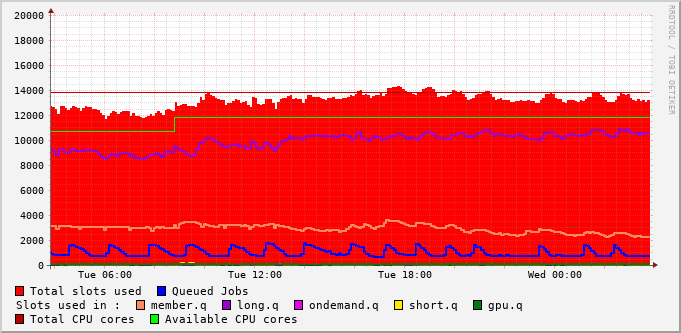 20000
18000
16000
14000
12000
10000
8000
6000
4000
2000
0
Tue 06:00 Tue 12:00 Tue 18:00 Wed 00:00
Total slots used Queued Jobs
Slots used in : member.q long.q ondemand.q short.q gpu.q
Total CPU cores Available CPU cores
RRDTOOL / TOBI OETIKER